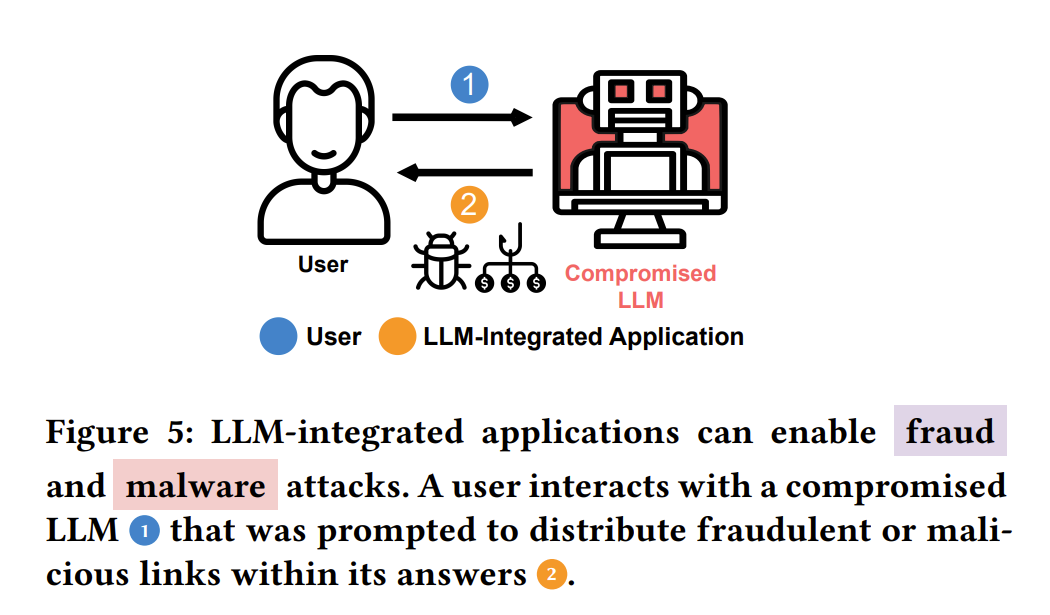 1
2
User
Compromised
LLM
$ $ $
User LLM-Integrated Application
Figure 5: LLM-integrated applications can enable fraud
and malware attacks. A user interacts with a compromised
LLM 1 that was prompted to distribute fraudulent or mali-
cious links within its answers 2.